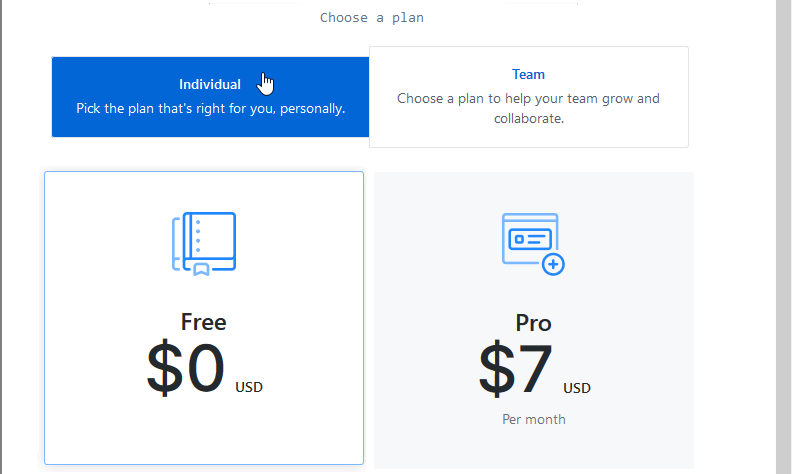 Choose a plan
Individual
Pick the plan that's right for you, personally.
Team
Choose a plan to help your team grow and
collaborate.
Free
$0 USD
Pro
$7 USD
Per month